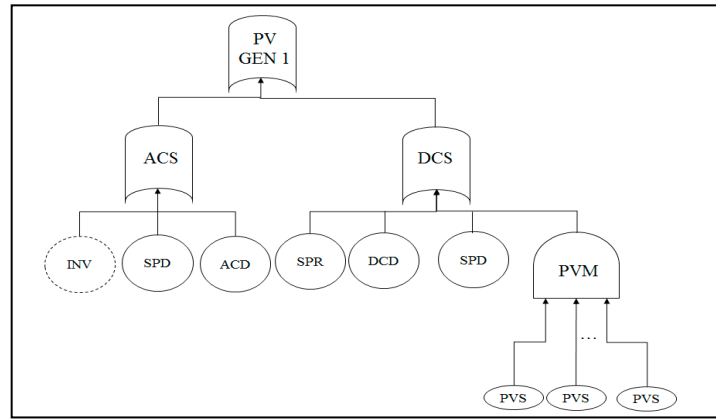 PV
GEN 1
ACS
DCS
INV
SPD
ACD
SPR
DCD
SPD
PVM
...
PVS
PVS
PVS